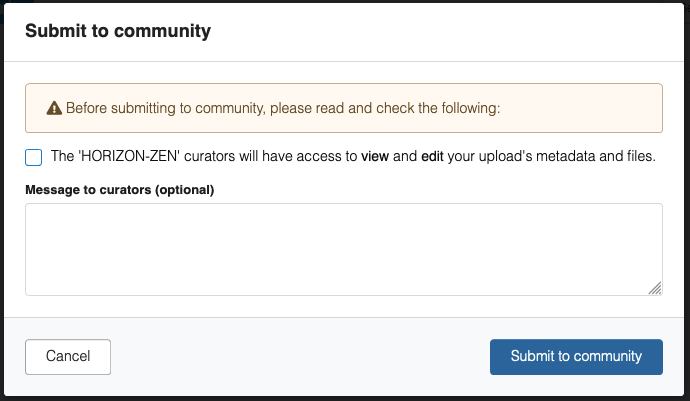 Submit to community
Before submitting to community, please read and check the following:
The 'HORIZON-ZEN' curators will have access to view and edit your upload's metadata and files.
Message to curators (optional)
Cancel
Submit to community